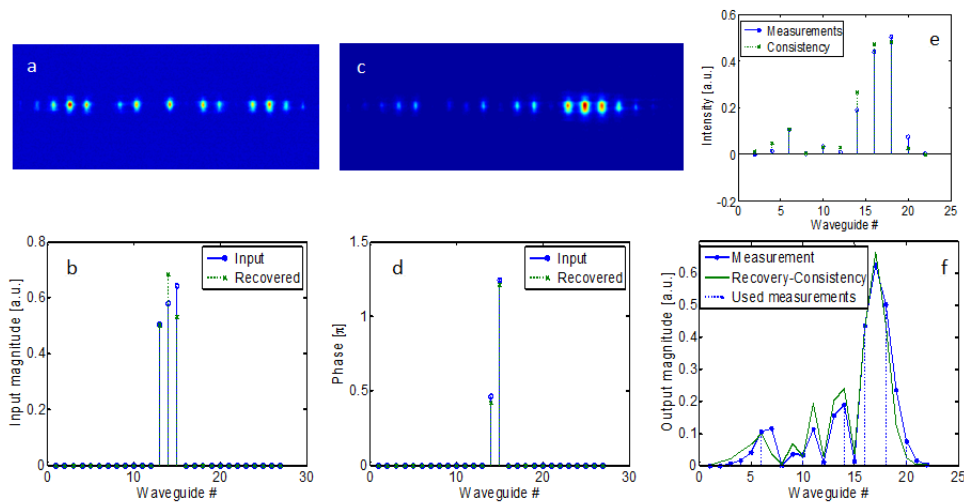 a
c
e
Measurements
Consistency
Intensity [a.u.]
0.6
0.4
0.2
0
-0.2
0 5 10 15 20 25
Waveguide #
b
Input
Recovered
Input magnitude [a.u.]
0.8
0.6
0.4
0.2
0
0 10 20 30
Waveguide #
d
Input
Recovered
Phase [π]
1.5
1
0.5
0
0 10 20 30
Waveguide #
f
Measurement
Recovery-Consistency
Used measurements
Output magnitude [a.u.]
0.6
0.5
0.4
0.3
0.2
0.1
0
0 5 10 15 20 25
Waveguide #